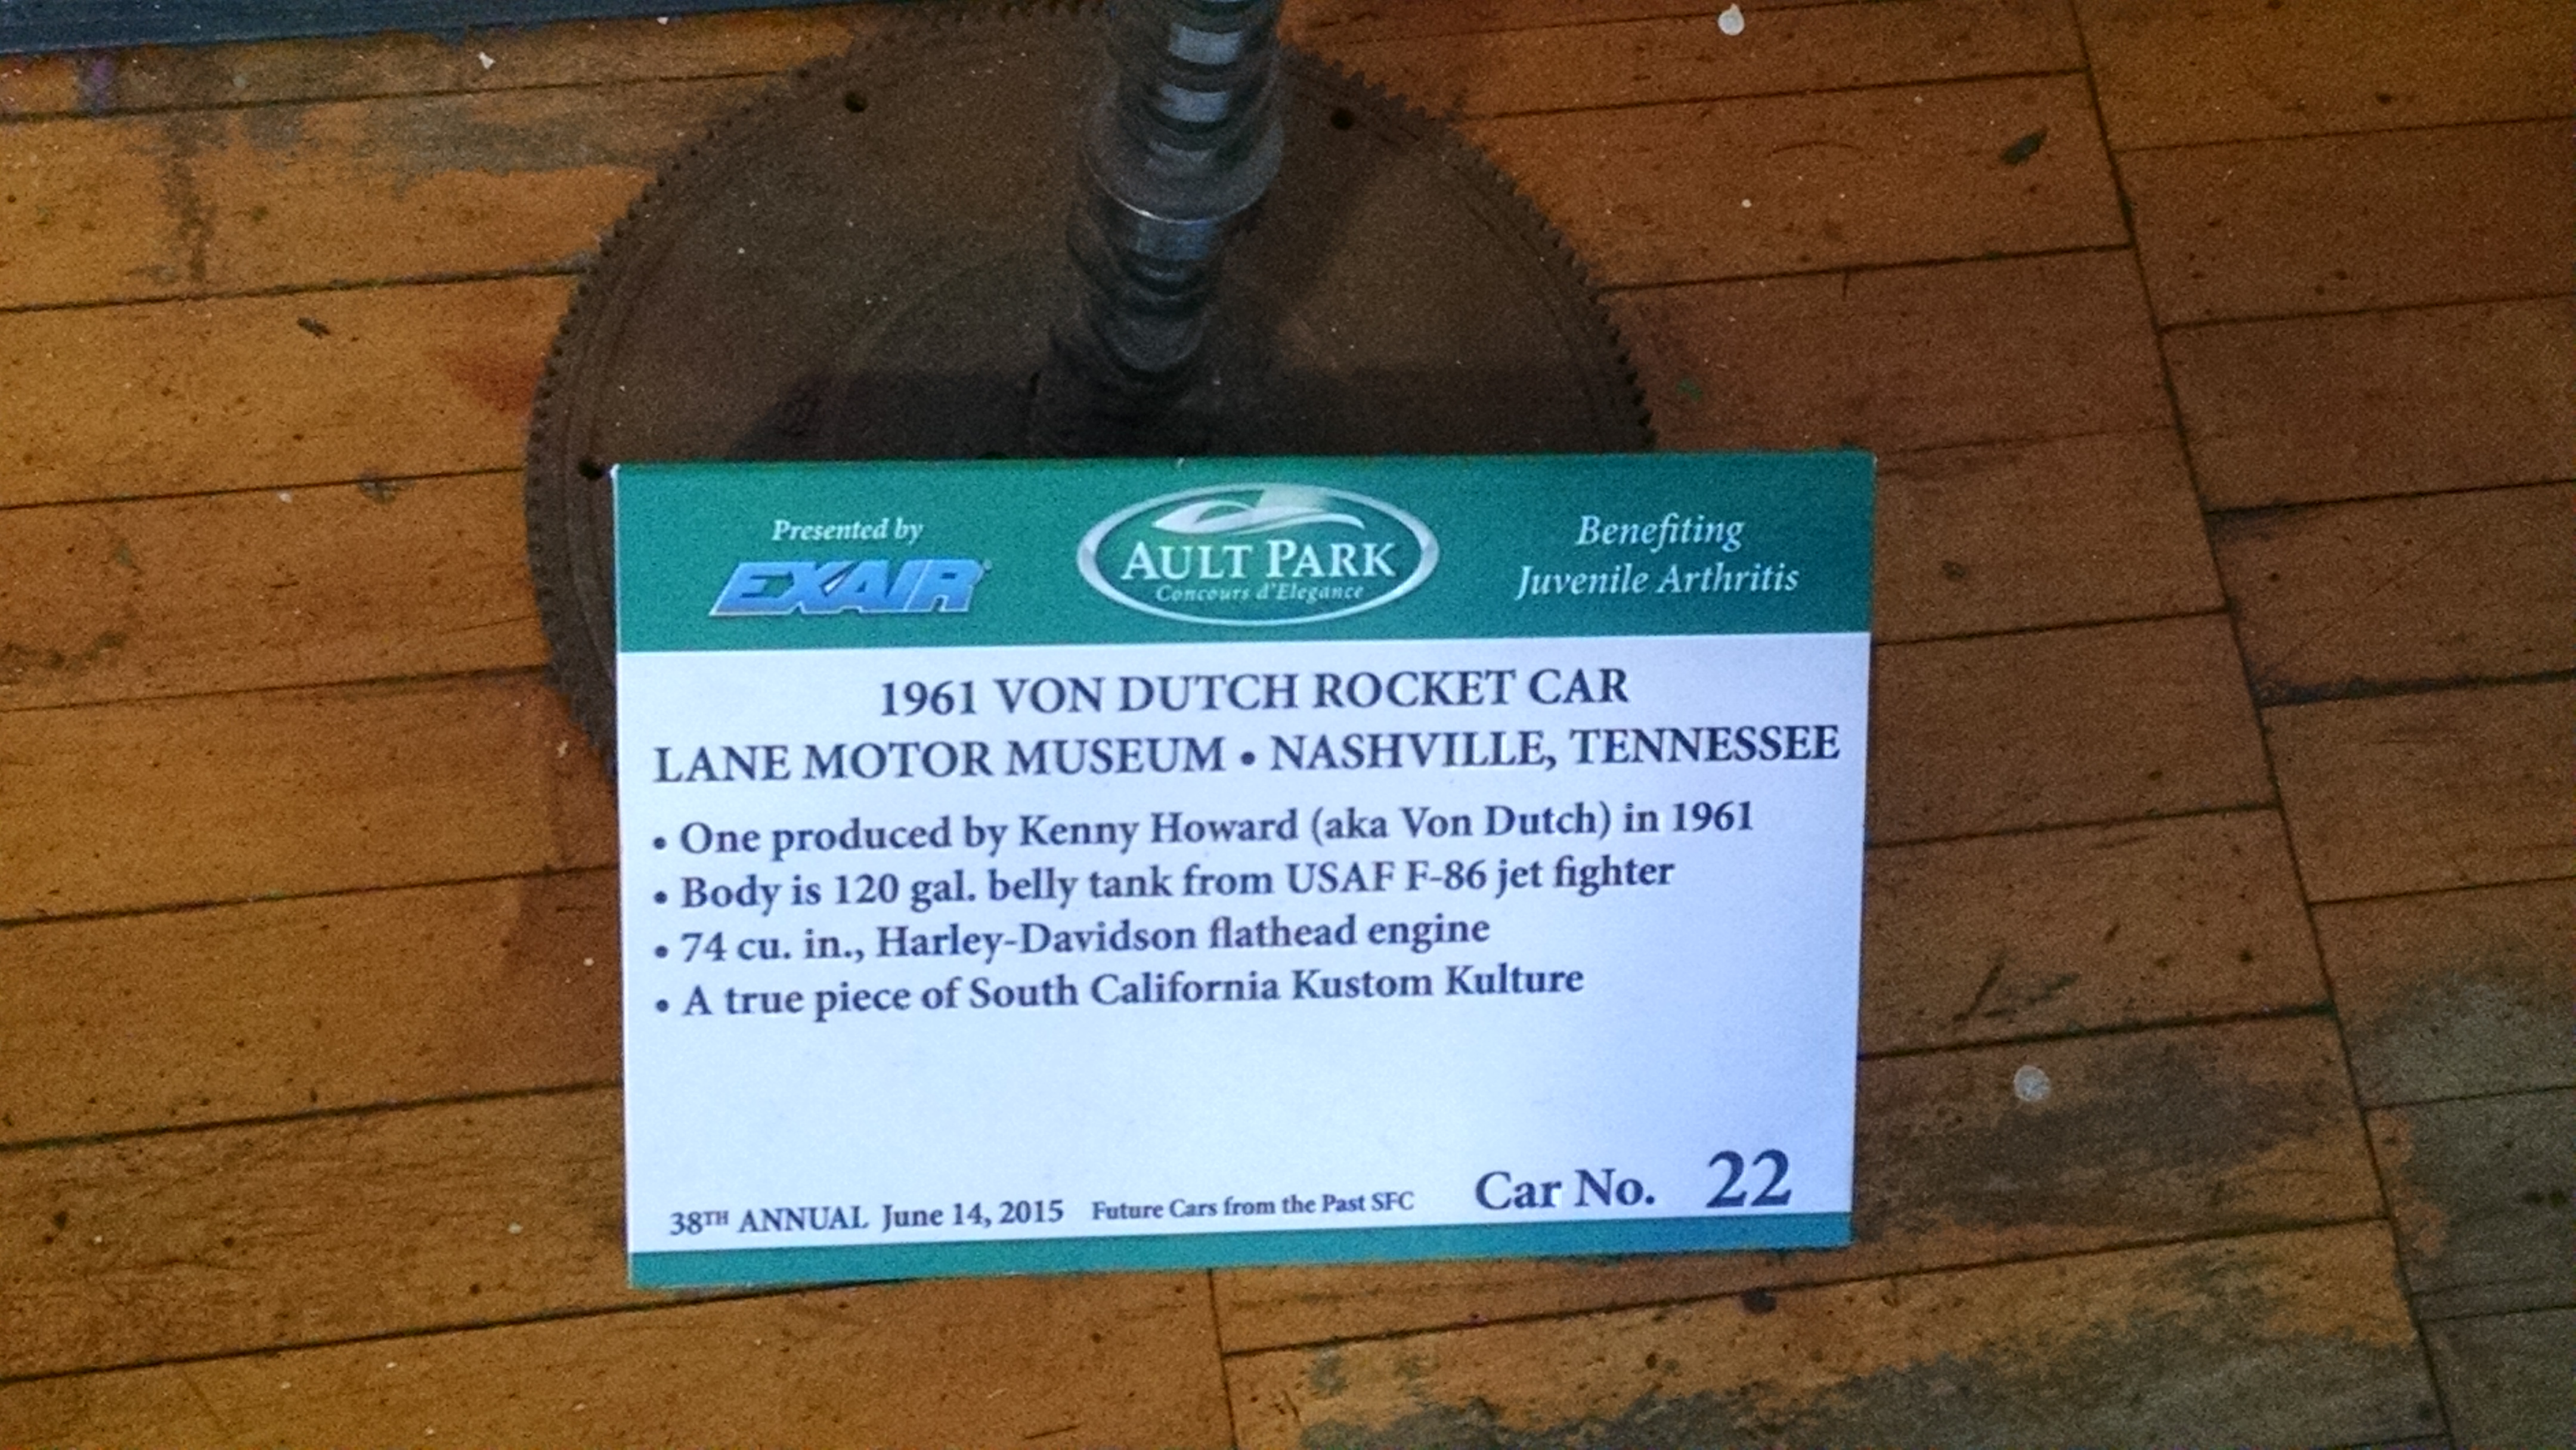 Presented by
EXAIR®
AULT PARK
Concours d'Elegance
Benefiting
Juvenile Arthritis
1961 VON DUTCH ROCKET CAR
LANE MOTOR MUSEUM • NASHVILLE, TENNESSEE
• One produced by Kenny Howard (aka Von Dutch) in 1961
• Body is 120 gal. belly tank from USAF F-86 jet fighter
• 74 cu. in., Harley-Davidson flathead engine
• A true piece of South California Kustom Kulture
38TH ANNUAL June 14, 2015 Future Cars from the Past SFC Car No. 22